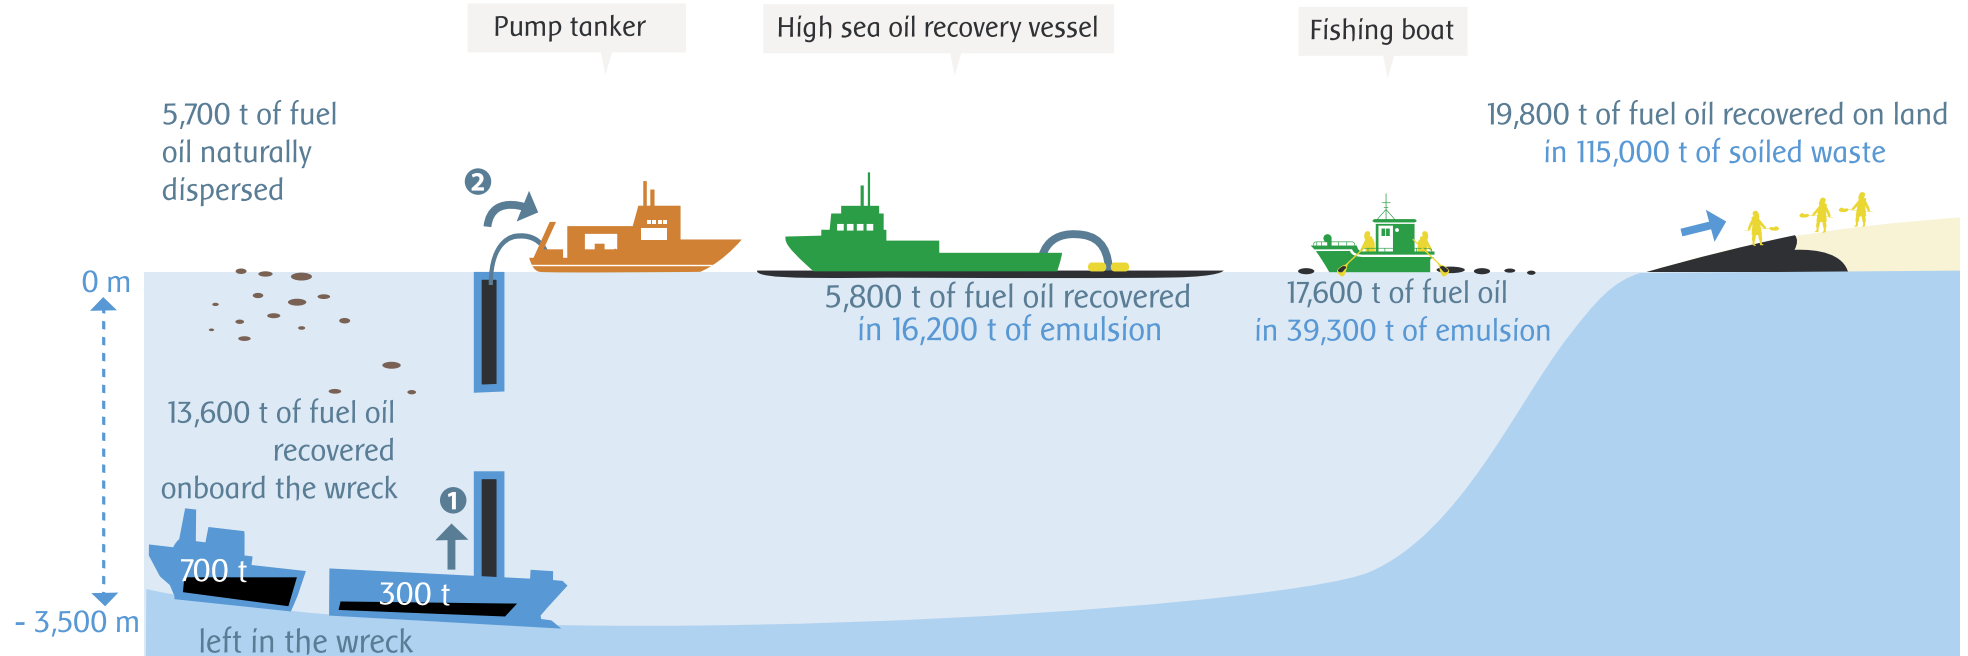 Pump tanker
High sea oil recovery vessel
Fishing boat
5,700 t of fuel
oil naturally
dispersed
19,800 t of fuel oil recovered on land
in 115,000 t of soiled waste
2
0 m
5,800 t of fuel oil recovered
in 16,200 t of emulsion
17,600 t of fuel oil
in 39,300 t of emulsion
13,600 t of fuel oil
recovered
onboard the wreck
1
700 t
300 t
- 3,500 m
left in the wreck